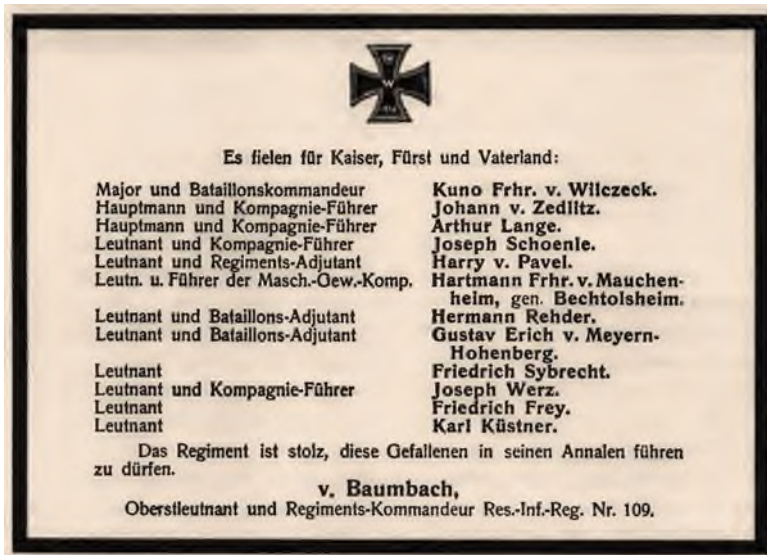 W
Es fielen für Kaiser, Fürst und Vaterland:
Major und Bataillonskommandeur Kuno Frhr. v. Wilczeck.
Hauptmann und Kompagnie-Führer Johann v. Zedlitz.
Hauptmann und Kompagnie-Führer Arthur Lange.
Leutnant und Kompagnie-Führer Joseph Schoenle.
Leutnant und Regiments-Adjutant Harry v. Pavel.
Leutn. u. Führer der Masch.-Gew.-Komp. Hartmann Frhr. v. Mauchen-
heim, gen. Bechtolsheim.
Leutnant und Bataillons-Adjutant Hermann Rehder.
Leutnant und Bataillons-Adjutant Gustav Erich v. Meyern-
Hohenberg.
Leutnant Friedrich Sybrecht.
Leutnant und Kompagnie-Führer Joseph Werz.
Leutnant Friedrich Frey.
Leutnant Karl Küstner.
Das Regiment ist stolz, diese Gefallenen in seinen Annalen führen
zu dürfen.
v. Baumbach,
Oberstleutnant und Regiments-Kommandeur Res.-Inf.-Reg. Nr. 109.